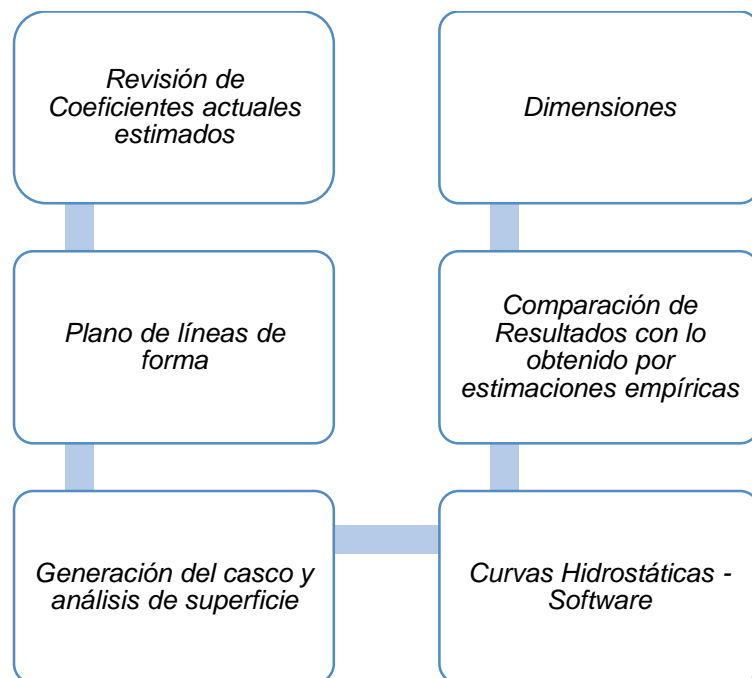 Revisión de
Coeficientes actuales
estimados
Plano de líneas de
forma
Generación del casco y
análisis de superficie
Curvas Hidrostáticas -
Software
Comparación de
Resultados con lo
obtenido por
estimaciones empíricas
Dimensiones